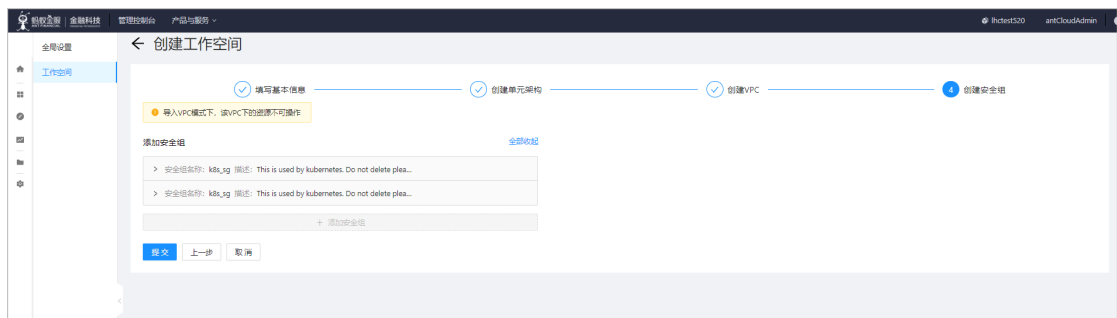 蚂蚁金服 金融科技 管理控制台 产品与服务 lhctest520 antCloudAdmin
ANT FINANCIAL
全局设置
← 创建工作空间
工作空间
填写基本信息 创建单元架构 创建VPC 4 创建安全组
导入VPC模式下，该VPC下的资源不可操作
添加安全组 全部收起
> 安全组名称：k8s_sg 描述：This is used by kubernetes. Do not delete plea...
> 安全组名称：k8s_sg 描述：This is used by kubernetes. Do not delete plea...
+ 添加安全组
提交 上一步 取消